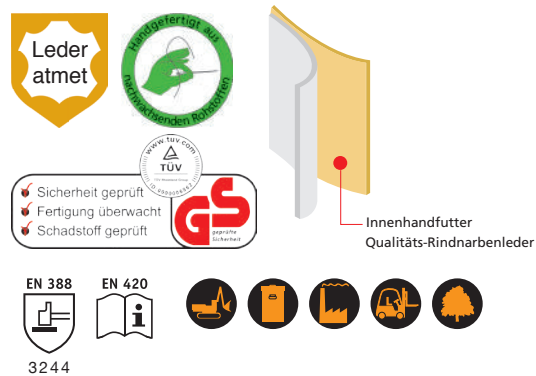 Leder
atmet
Handgefertigt aus
nachwachsenden Rohstoffen
www.tuv.com
TÜV
Sicherheit geprüft
Fertigung überwacht
Schadstoff geprüft
GS
geprüfte
Sicherheit
Innenhandfutter
Qualitäts-Rindnarbenleder
EN 388
EN 420
i
3244